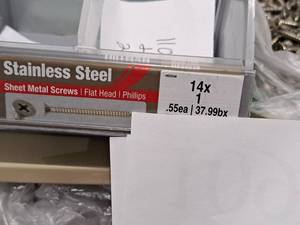 Stainless Steel
Sheet Metal Screws | Flat Head | Phillips
14x
1
.55ea | 37.99bx